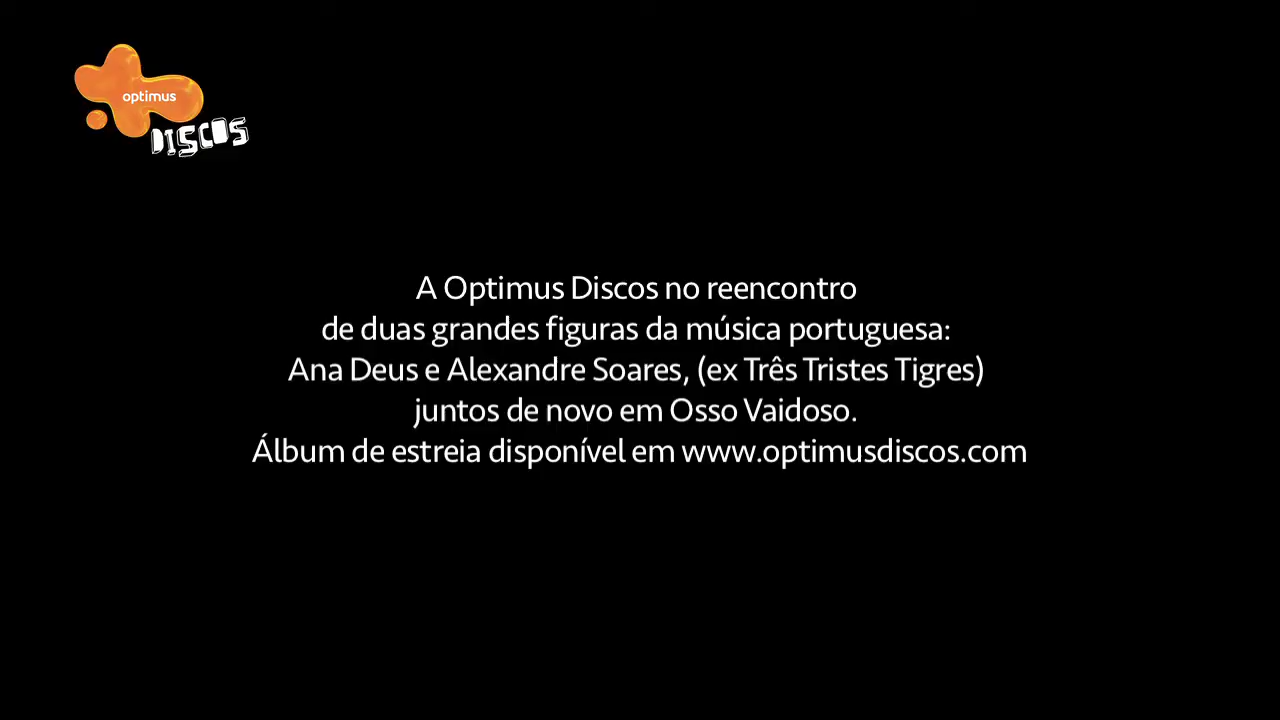 optimus
DISCOS
A Optimus Discos no reencontro
de duas grandes figuras da música portuguesa:
Ana Deus e Alexandre Soares, (ex Três Tristes Tigres)
juntos de novo em Osso Vaidoso.
Álbum de estreia disponível em www.optimusdiscos.com